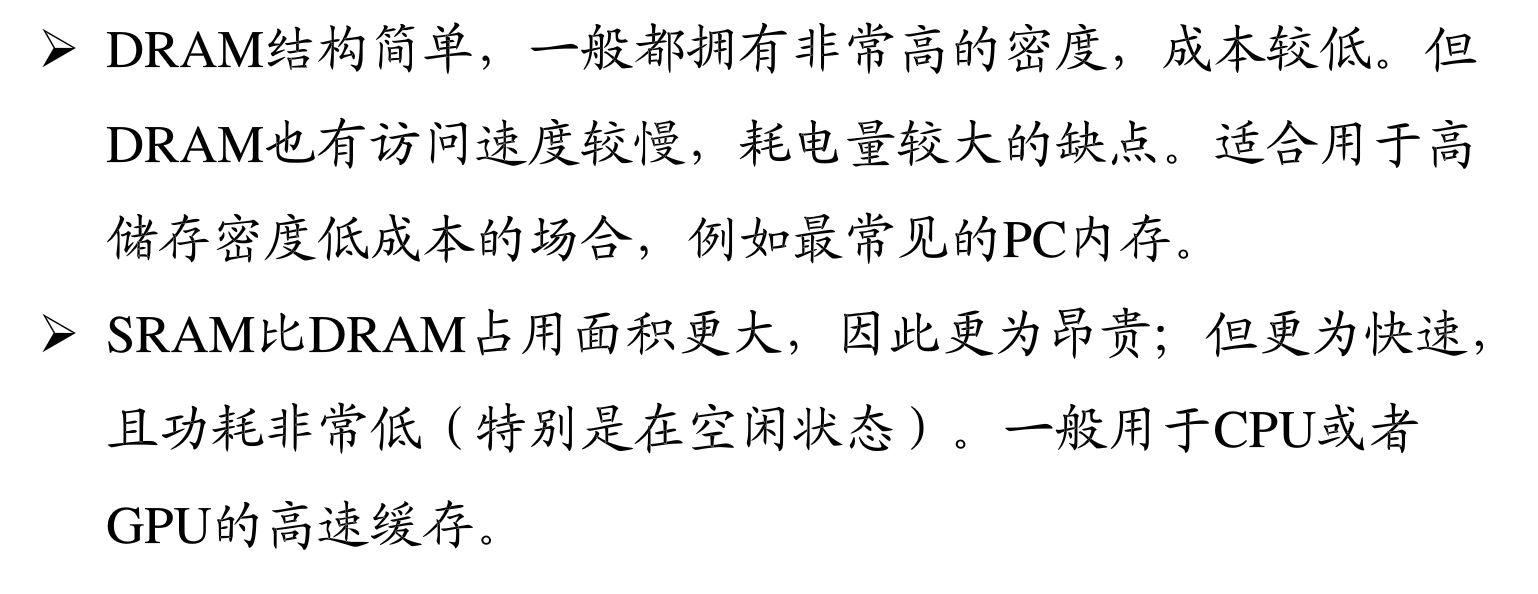 ➢ DRAM结构简单，一般都拥有非常高的密度，成本较低。但
DRAM也有访问速度较慢，耗电量较大的缺点。适合用于高
储存密度低成本的场合，例如最常见的PC内存。
➢ SRAM比DRAM占用面积更大，因此更为昂贵；但更为快速，
且功耗非常低（特别是在空闲状态）。一般用于CPU或者
GPU的高速缓存。